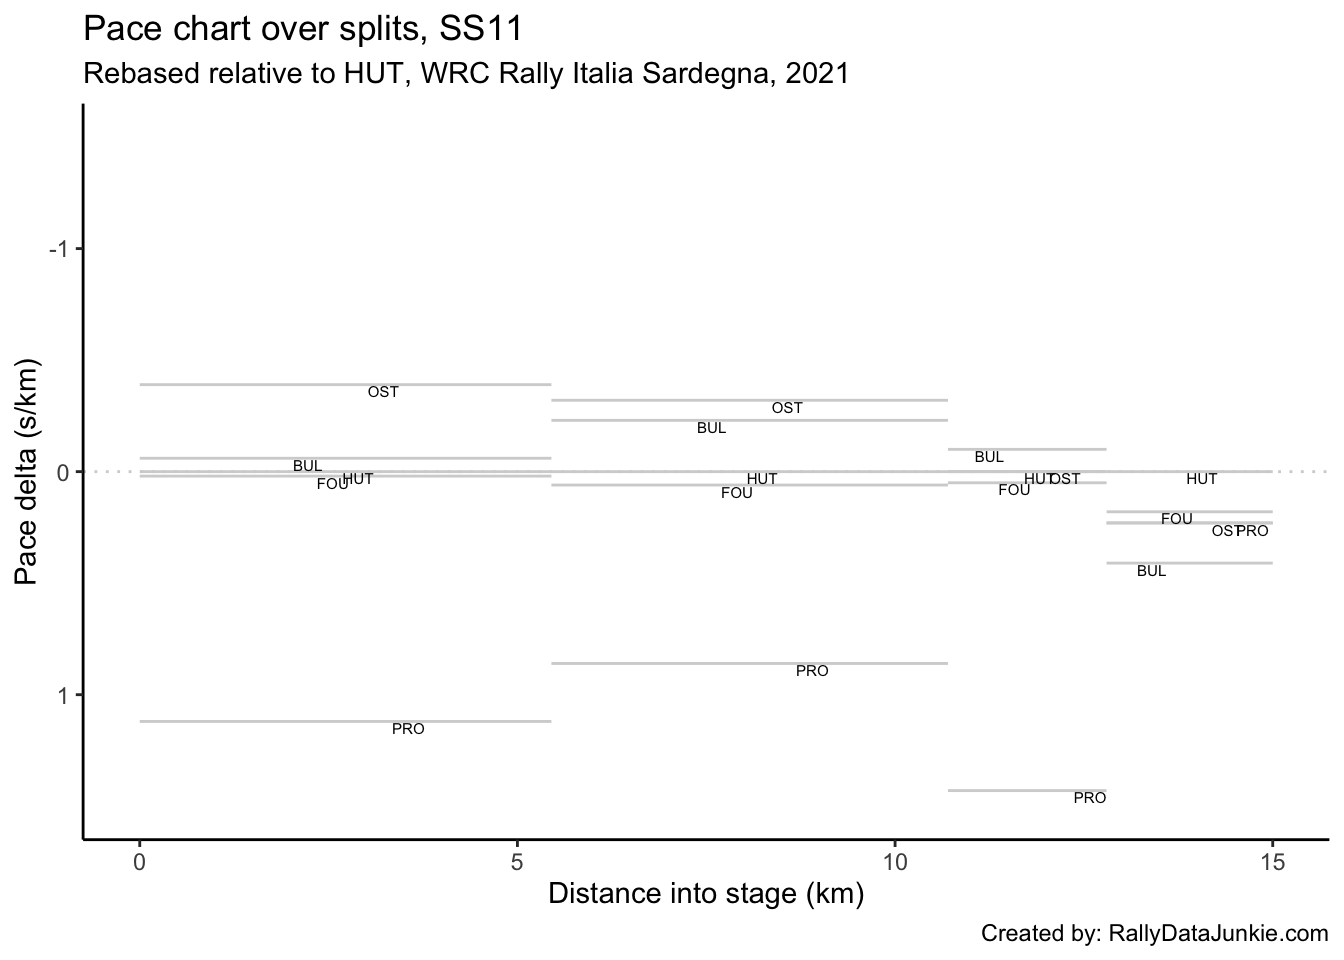 Pace chart over splits, SS11
Rebased relative to HUT, WRC Rally Italia Sardegna, 2021
Pace delta (s/km)
-1
0
1
OST
BUL
HUT
FOU
PRO
OST
BUL
HUT
FOU
PRO
BUL
HUT
OST
FOU
PRO
HUT
FOU
OST
PRO
BUL
0 5 10 15
Distance into stage (km)
Created by: RallyDataJunkie.com